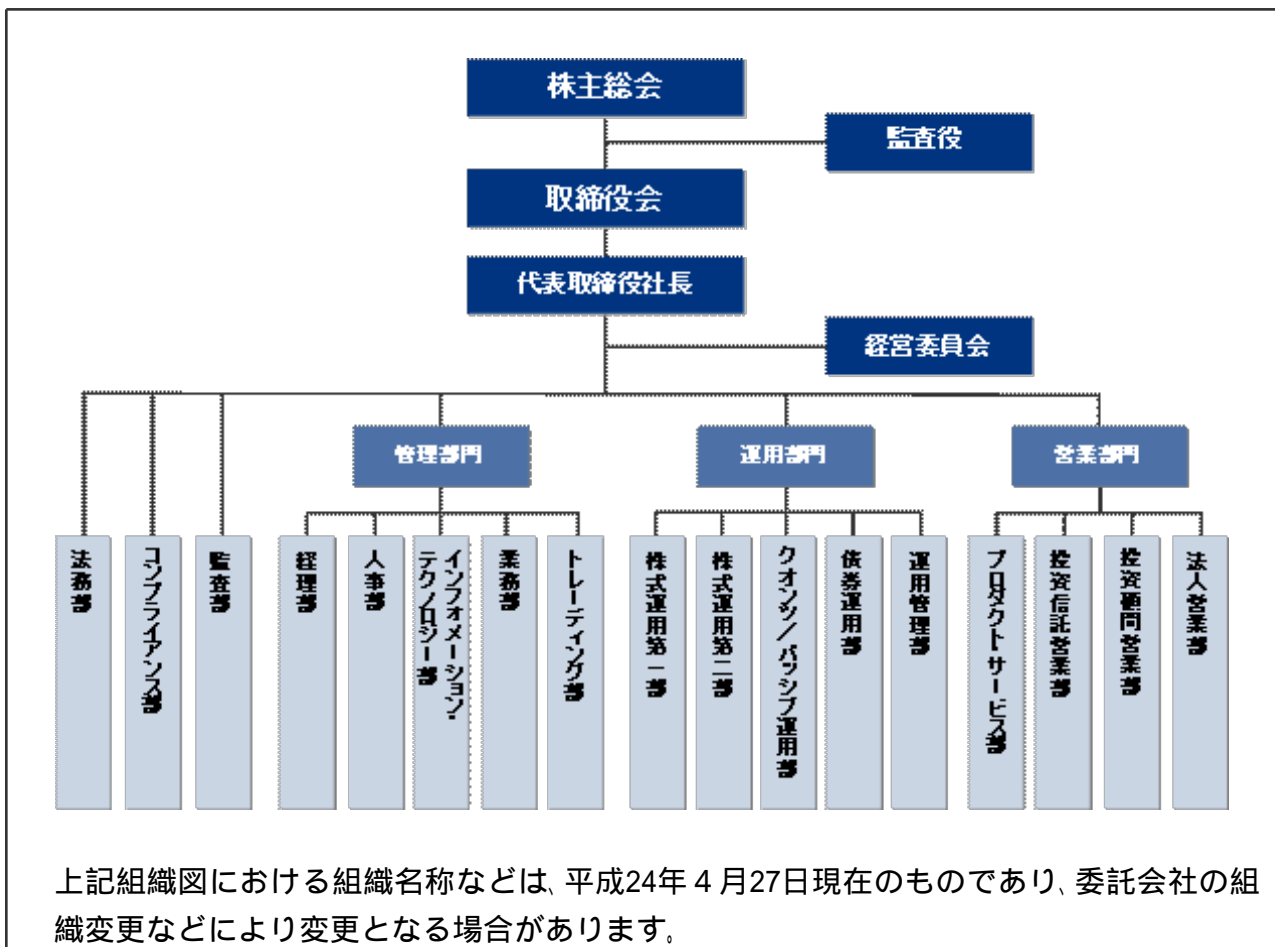 株主総会
監査役
取締役会
代表取締役社長
経営委員会
管理部門
運用部門
営業部門
法務部
コンプライアンス部
監査部
経理部
人事部
インフォメーション・
テクノロジー部
業務部
トレーディング部
株式運用第一部
株式運用第二部
クオンツ/パッシブ運用部
債券運用部
運用管理部
プロダクトサービス部
投資信託営業部
投資顧問営業部
法人営業部
上記組織図における組織名称などは、平成24年4月27日現在のものであり、委託会社の組
織変更などにより変更となる場合があります。